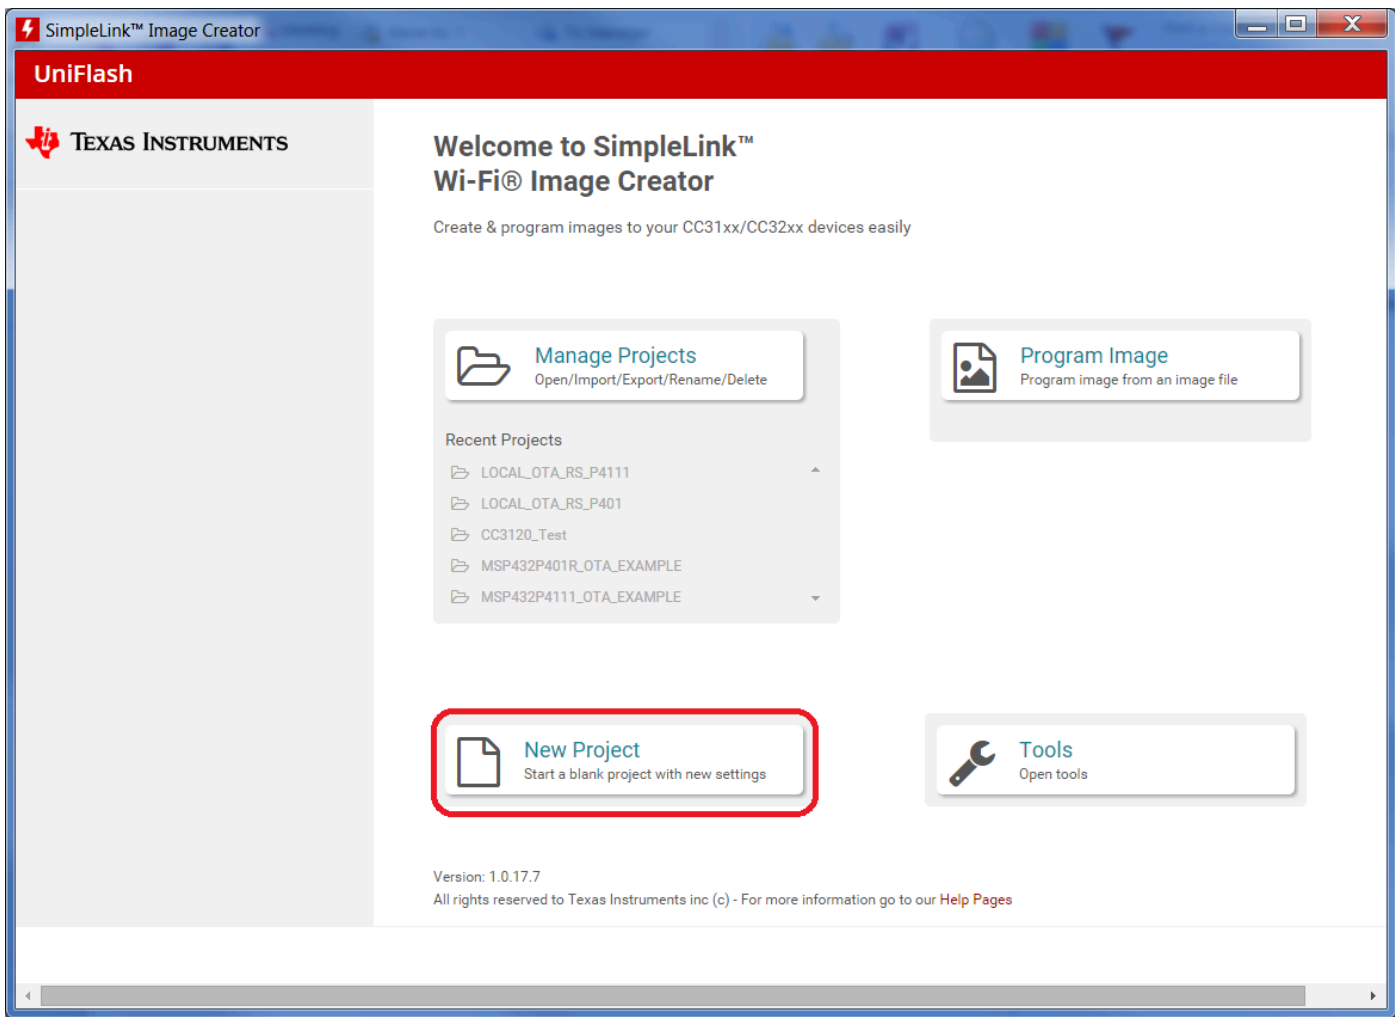 SimpleLink™ Image Creator
UniFlash
TEXAS INSTRUMENTS
Welcome to SimpleLink™
Wi-Fi® Image Creator
Create & program images to your CC31xx/CC32xx devices easily
Manage Projects
Open/Import/Export/Rename/Delete
Program Image
Program image from an image file
Recent Projects
LOCAL_OTA_RS_P4111
LOCAL_OTA_RS_P401
CC3120_Test
MSP432P401R_OTA_EXAMPLE
MSP432P4111_OTA_EXAMPLE
New Project
Start a blank project with new settings
Tools
Open tools
Version: 1.0.17.7
All rights reserved to Texas Instruments inc (c) - For more information go to our Help Pages